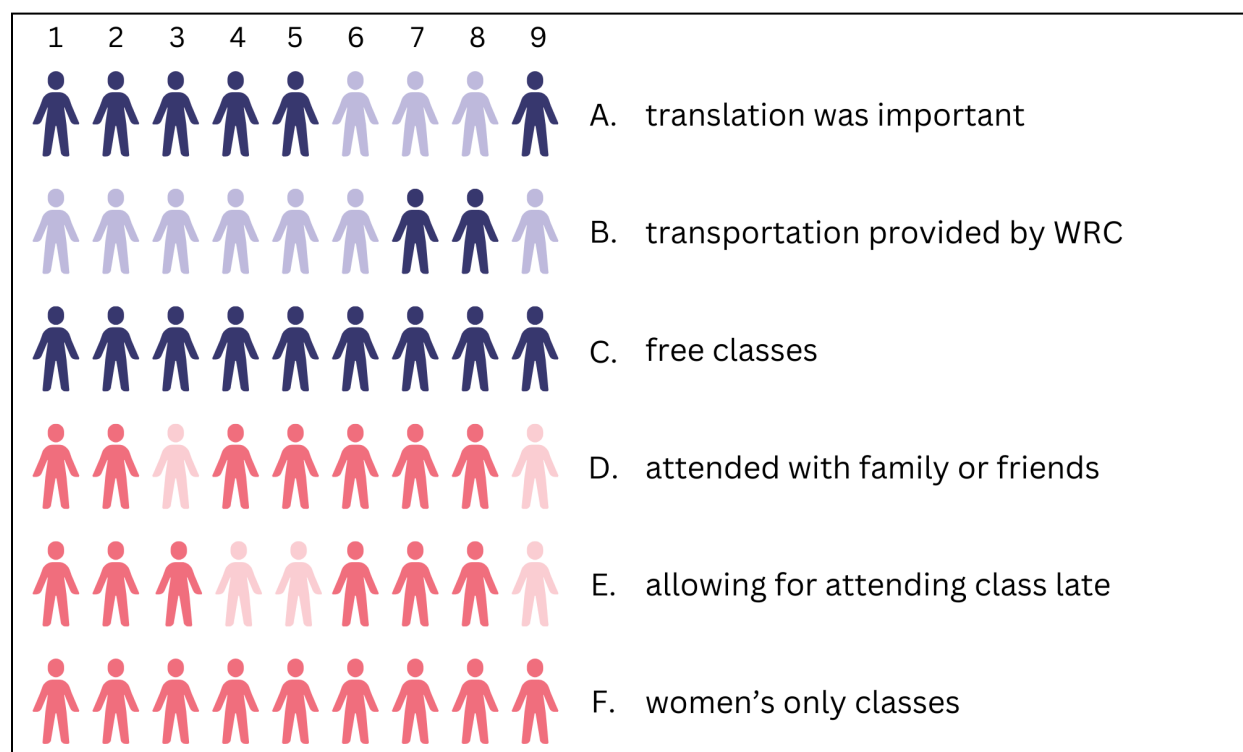 1 2 3 4 5 6 7 8 9
A. translation was important
B. transportation provided by WRC
C. free classes
D. attended with family or friends
E. allowing for attending class late
F. women’s only classes